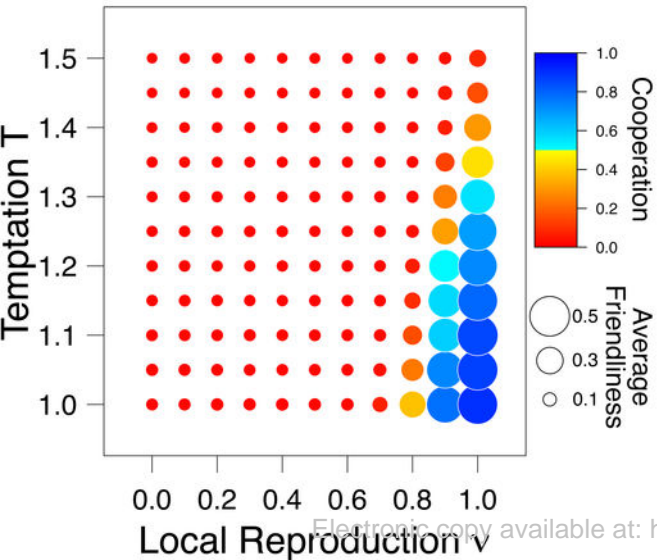 Temptation T
1.5
1.4
1.3
1.2
1.1
1.0
0.0 0.2 0.4 0.6 0.8 1.0
Local Reproduction ν
Cooperation
1.0
0.8
0.6
0.4
0.2
0.0
Average
Friendliness
0.5
0.3
0.1
Electronic copy available at: h